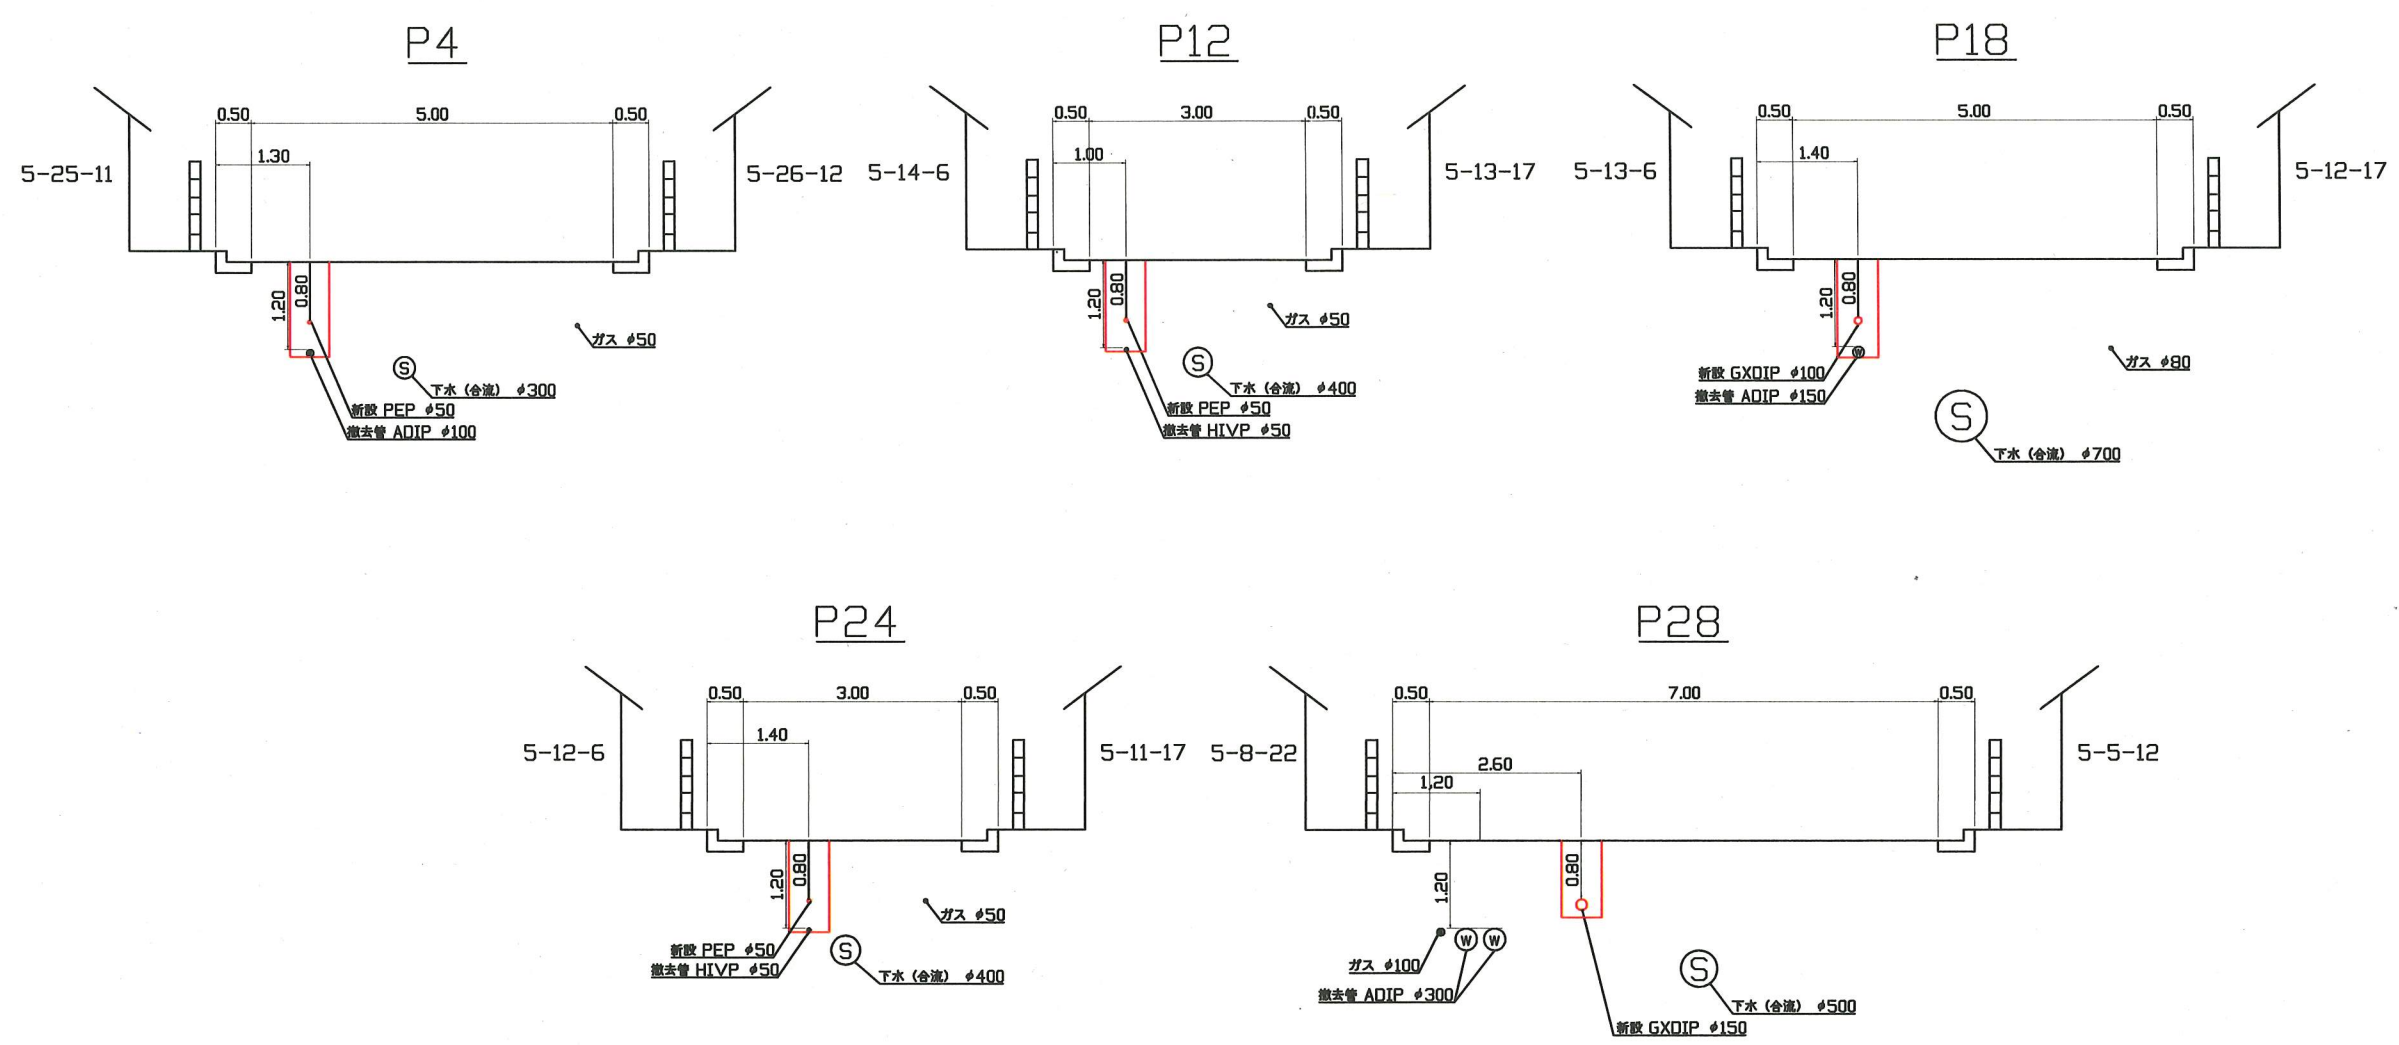 P4
0.50 5.00 0.50
1.30
5-25-11
5-26-12
1.20
0.80
ガス φ50
S
下水（合流） φ300
新設 PEP φ50
撤去管 ADIP φ100
P12
0.50 3.00 0.50
1.00
5-14-6
5-13-17
1.20
0.80
ガス φ50
S
下水（合流） φ400
新設 PEP φ50
撤去管 HIVP φ50
P18
0.50 5.00 0.50
1.40
5-13-6
5-12-17
1.20
0.80
W
ガス φ80
新設 GXDIP φ100
撤去管 ADIP φ150
S
下水（合流） φ700
P24
0.50 3.00 0.50
1.40
5-12-6
5-11-17
1.20
0.80
ガス φ50
新設 PEP φ50
撤去管 HIVP φ50
S
下水（合流） φ400
P28
0.50 7.00 0.50
2.60
1,20
5-8-22
5-5-12
1.20
0.80
W W
ガス φ100
撤去管 ADIP φ300
S
下水（合流） φ500
新設 GXDIP φ150